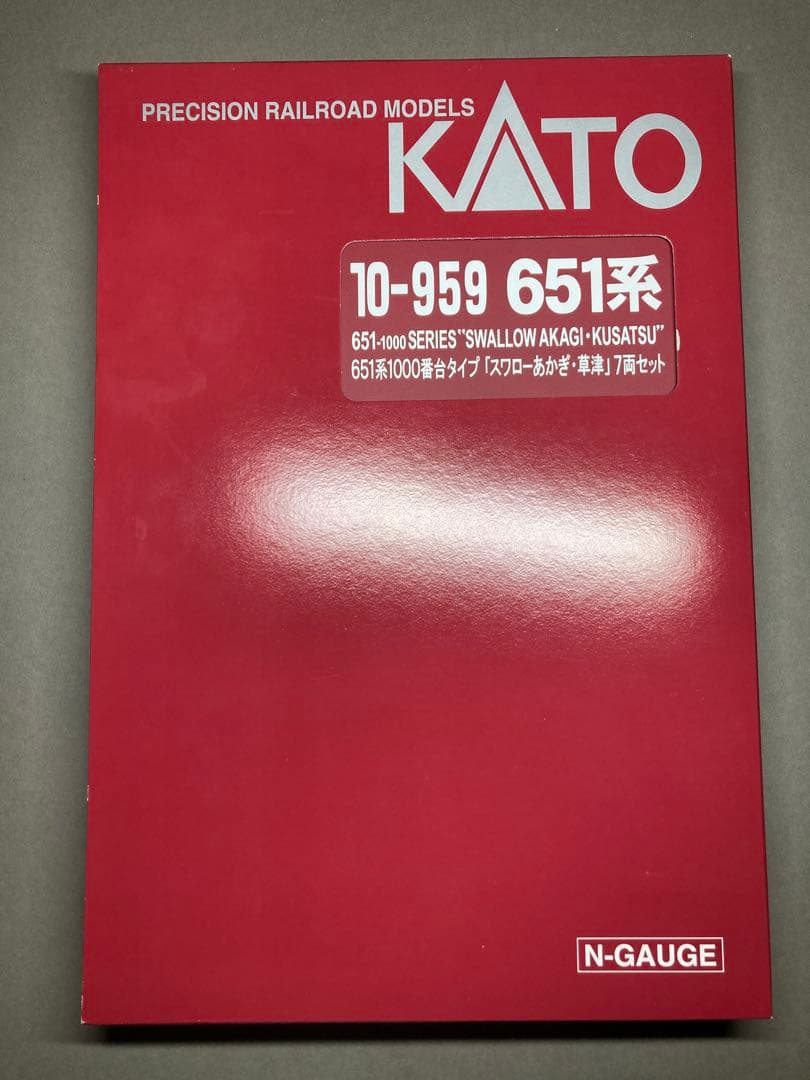 PRECISION RAILROAD MODELS
KATO
10-959 651系
651-1000 SERIES "SWALLOW AKAGI・KUSATSU"
651系1000番台タイプ「スワローあかぎ・草津」7両セット
N-GAUGE